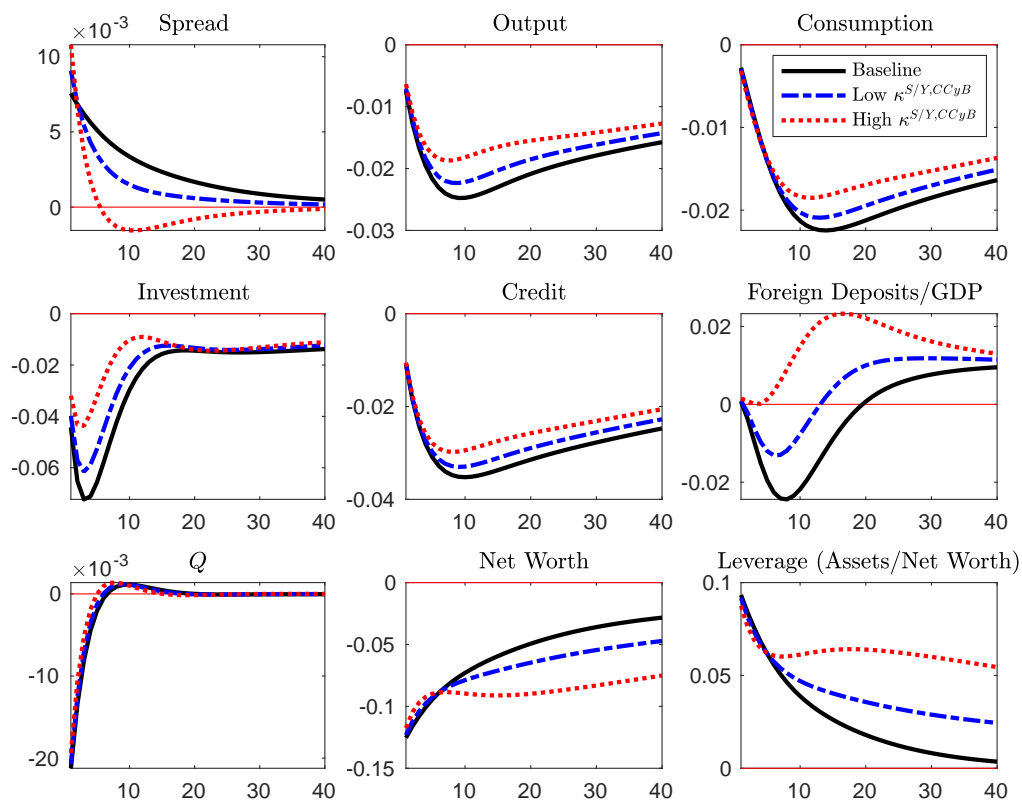 Spread Output Consumption
×10⁻³
10
5
0
10 20 30 40
0
-0.01
-0.02
-0.03
10 20 30 40
0
-0.01
-0.02
10 20 30 40
Baseline
Low κ^{S/Y,CCyB}
High κ^{S/Y,CCyB}
Investment Credit Foreign Deposits/GDP
0
-0.02
-0.04
-0.06
10 20 30 40
0
-0.02
-0.04
10 20 30 40
0.02
0
-0.02
10 20 30 40
Q Net Worth Leverage (Assets/Net Worth)
×10⁻³
0
-10
-20
10 20 30 40
0
-0.05
-0.1
-0.15
10 20 30 40
0.1
0.05
0
10 20 30 40